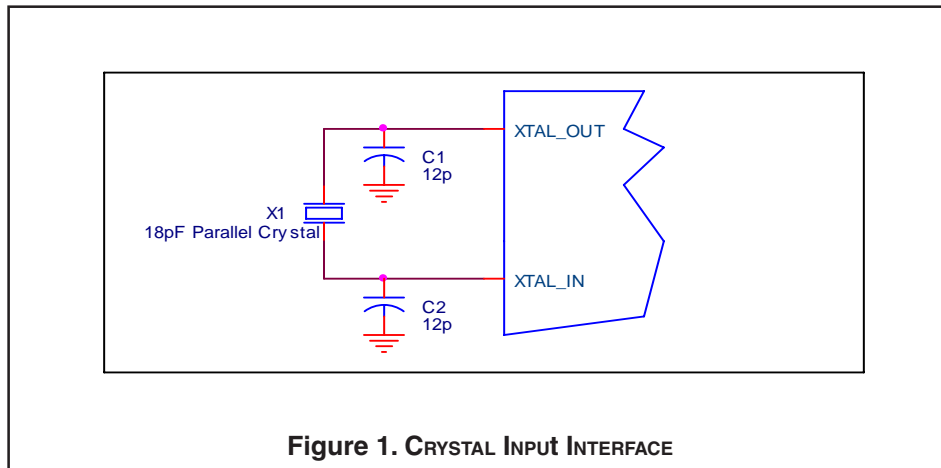 XTAL_OUT
C1
12p
X1
18pF Parallel Crystal
XTAL_IN
C2
12p
Figure 1. CRYSTAL INPUT INTERFACE